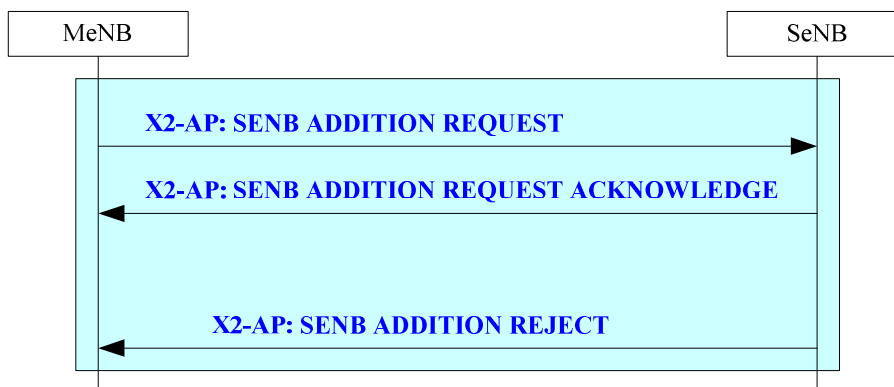 MeNB
SeNB
X2-AP: SENB ADDITION REQUEST
X2-AP: SENB ADDITION REQUEST ACKNOWLEDGE
X2-AP: SENB ADDITION REJECT